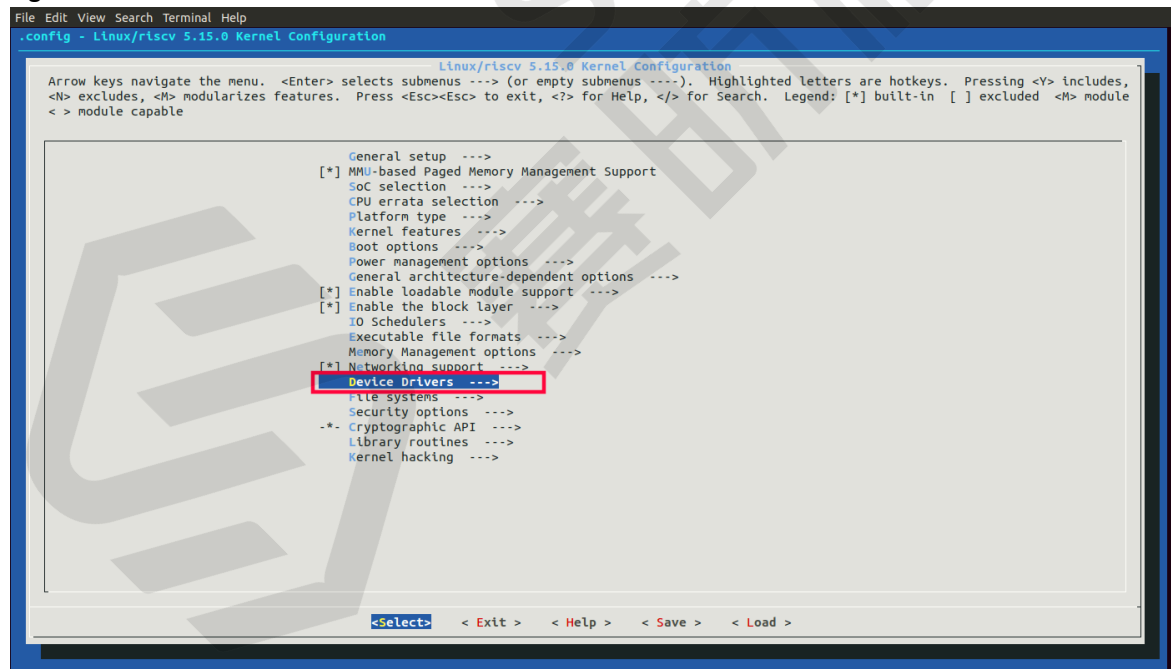 File Edit View Search Terminal Help
.config - Linux/riscv 5.15.0 Kernel Configuration
Linux/riscv 5.15.0 Kernel Configuration
Arrow keys navigate the menu.  <Enter> selects submenus ---> (or empty submenus ----).  Highlighted letters are hotkeys.  Pressing <Y> includes,
<N> excludes, <M> modularizes features.  Press <Esc><Esc> to exit, <?> for Help, </> for Search.  Legend: [*] built-in  [ ] excluded  <M> module
< > module capable
General setup  --->
[*] MMU-based Paged Memory Management Support
SoC selection  --->
CPU errata selection  --->
Platform type  --->
Kernel features  --->
Boot options  --->
Power management options  --->
General architecture-dependent options  --->
[*] Enable loadable module support  --->
[*] Enable the block layer  --->
IO Schedulers  --->
Executable file formats  --->
Memory Management options  --->
[*] Networking support  --->
Device Drivers  --->
File systems  --->
Security options  --->
-*- Cryptographic API  --->
Library routines  --->
Kernel hacking  --->
<Select>    < Exit >    < Help >    < Save >    < Load >